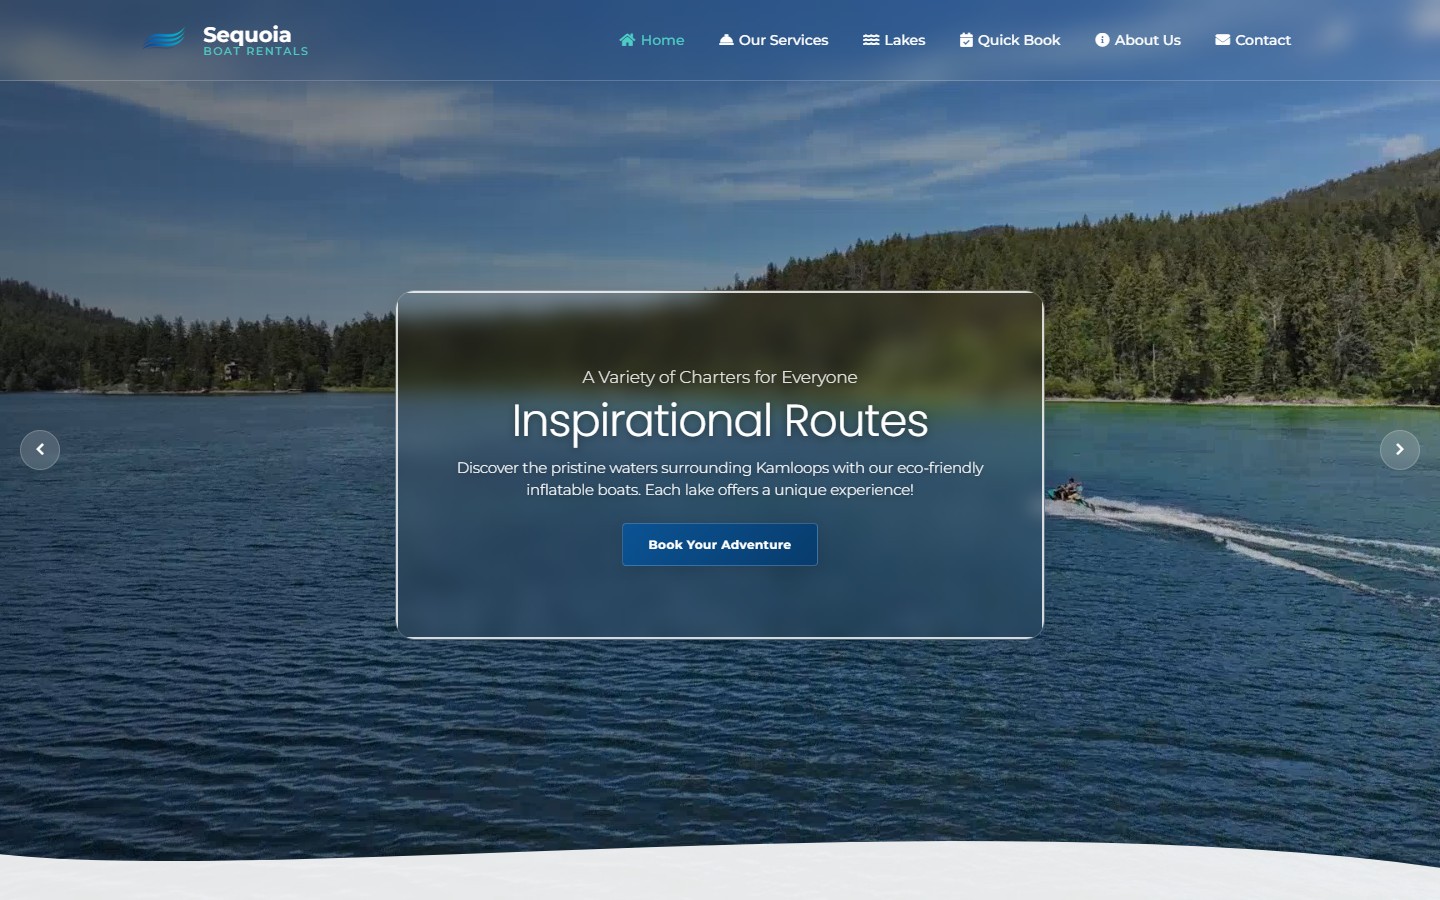 Sequoia
BOAT RENTALS
Home
Our Services
Lakes
Quick Book
About Us
Contact
A Variety of Charters for Everyone
Inspirational Routes
Discover the pristine waters surrounding Kamloops with our eco-friendly
inflatable boats. Each lake offers a unique experience!
Book Your Adventure